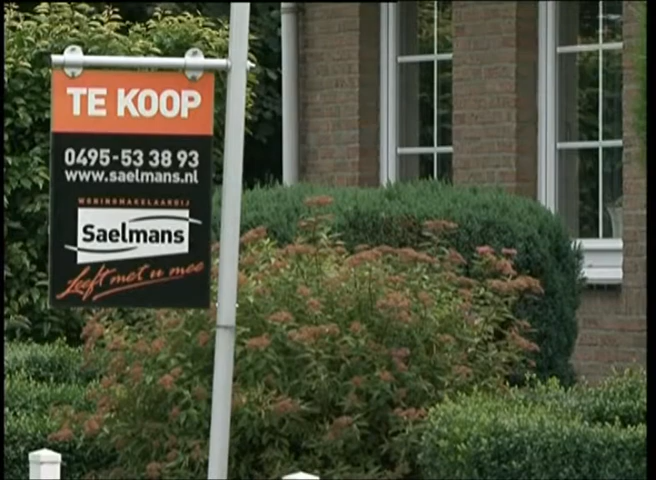 TE KOOP
0495-53 38 93
www.saelmans.nl
WONINGMAKELAARDIJ
Saelmans
Leeft met u mee